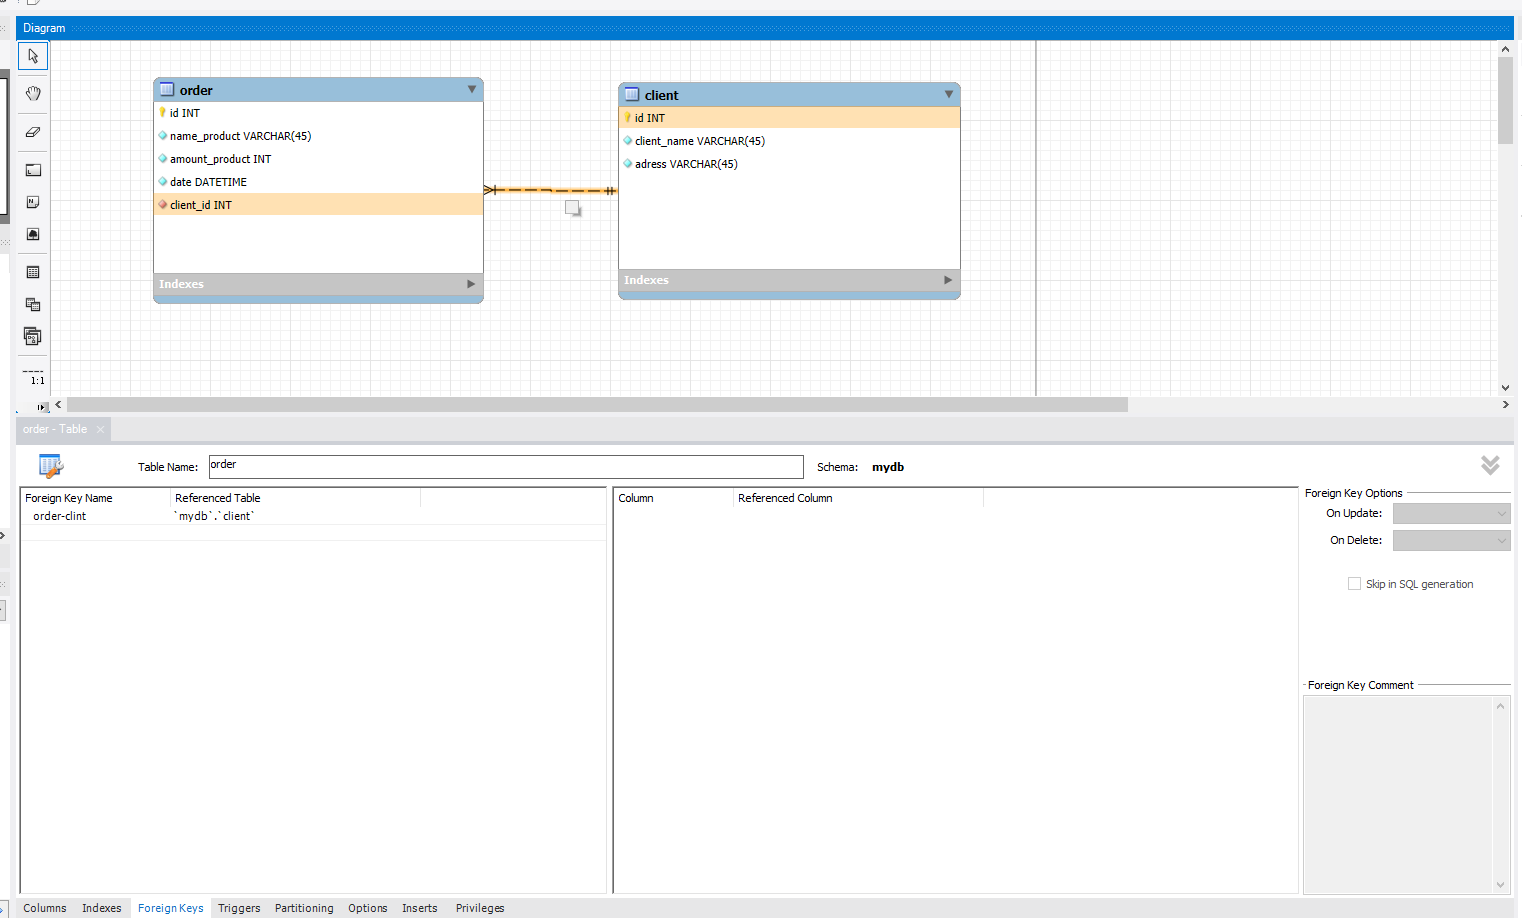 Diagram
order
id INT
name_product VARCHAR(45)
amount_product INT
date DATETIME
client_id INT
Indexes
client
id INT
client_name VARCHAR(45)
adress VARCHAR(45)
Indexes
1:1
order - Table
Table Name: order Schema: mydb
Foreign Key Name Referenced Table
order-clint `mydb`.`client`
Column Referenced Column
Foreign Key Options
On Update:
On Delete:
Skip in SQL generation
Foreign Key Comment
Columns Indexes Foreign Keys Triggers Partitioning Options Inserts Privileges